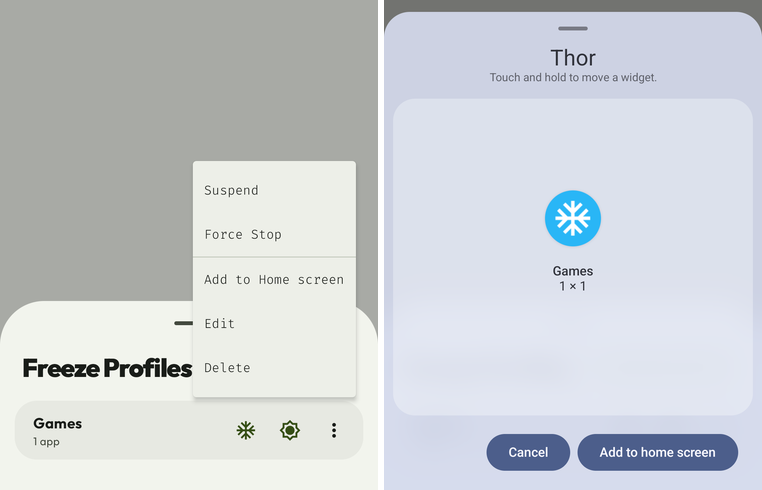 Suspend
Force Stop
Add to Home screen
Edit
Delete
Freeze Profiles
Games
1 app
Thor
Touch and hold to move a widget.
Games
1 × 1
Cancel
Add to home screen